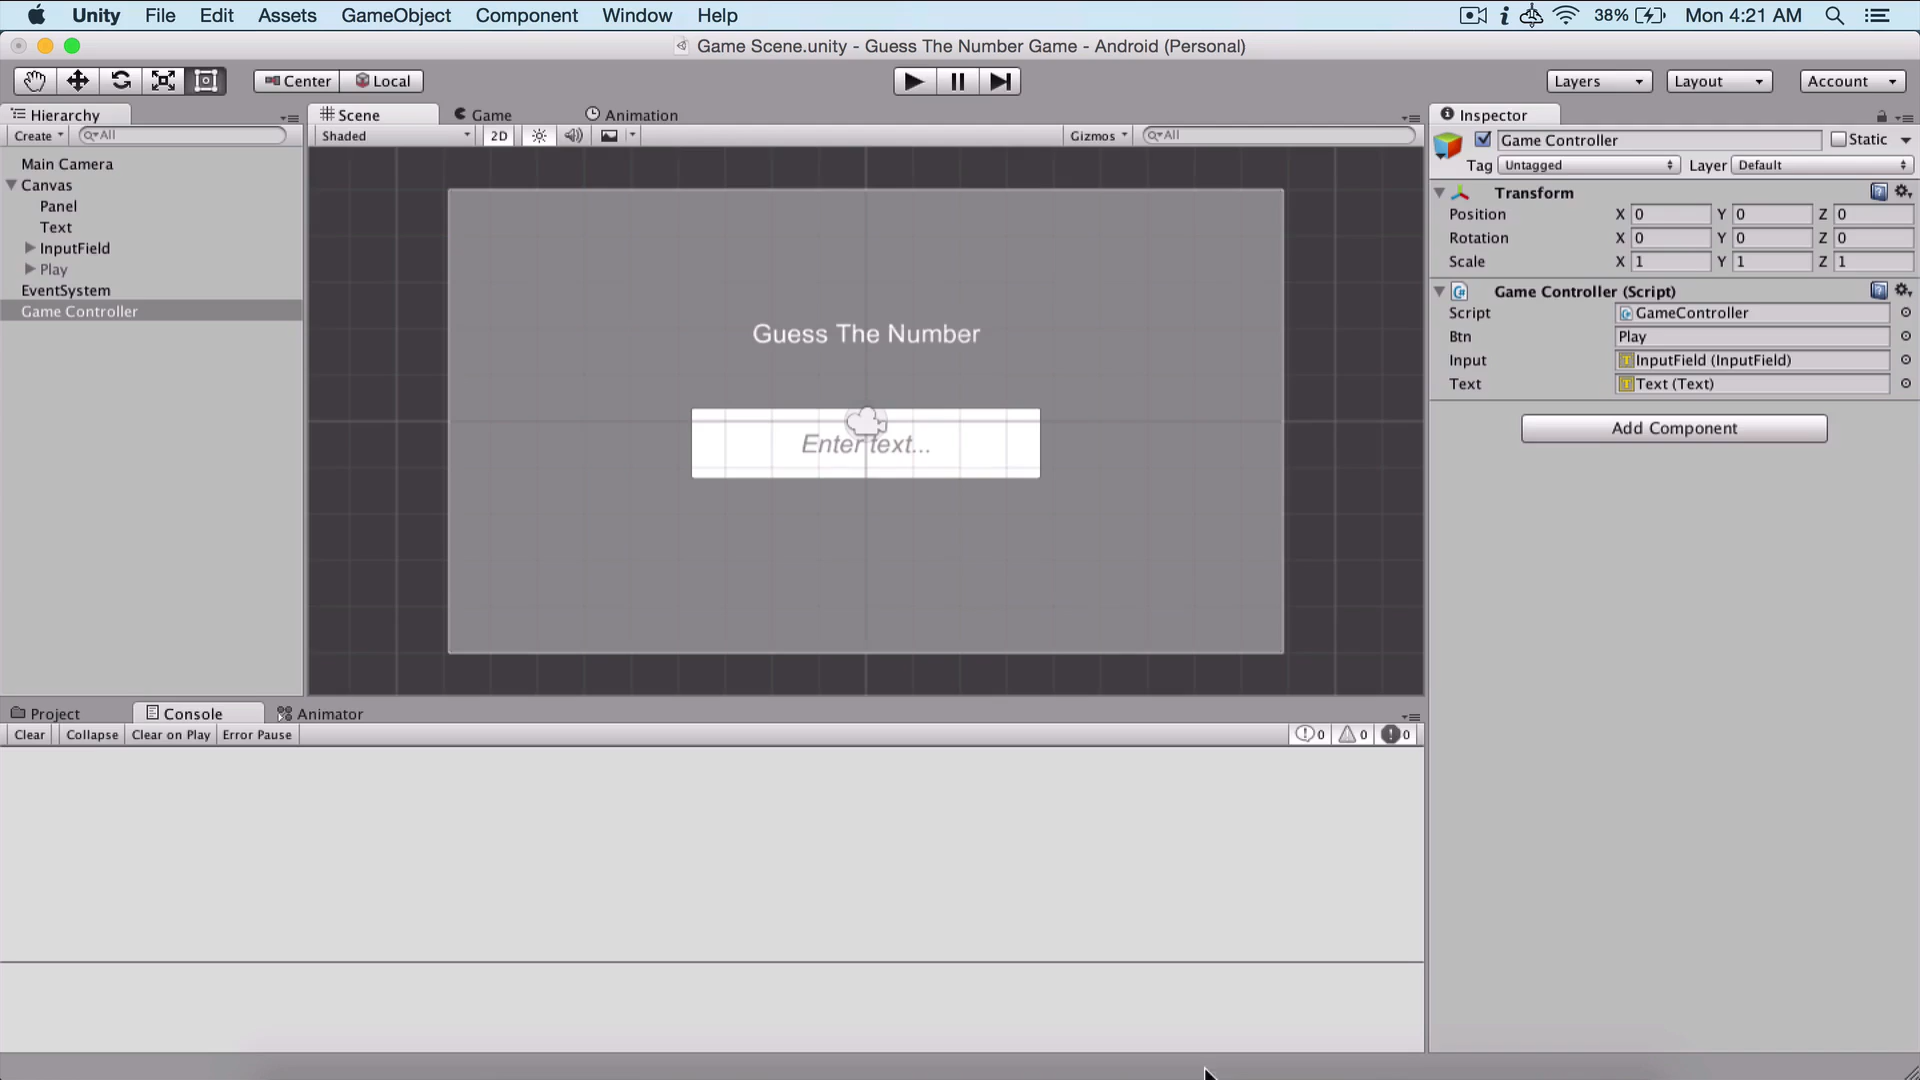 Unity File Edit Assets GameObject Component Window Help 38% Mon 4:21 AM
Game Scene.unity - Guess The Number Game - Android (Personal)
Center Local Layers Layout Account
Hierarchy
Create All
Main Camera
Canvas
Panel
Text
InputField
Play
EventSystem
Game Controller
Scene Game Animation
Shaded 2D Gizmos All
Guess The Number
Enter text...
Inspector
Game Controller Static
Tag Untagged Layer Default
Transform
Position X 0 Y 0 Z 0
Rotation X 0 Y 0 Z 0
Scale X 1 Y 1 Z 1
Game Controller (Script)
Script GameController
Btn Play
Input InputField (InputField)
Text Text (Text)
Add Component
Project Console Animator
Clear Collapse Clear on Play Error Pause 0 0 0